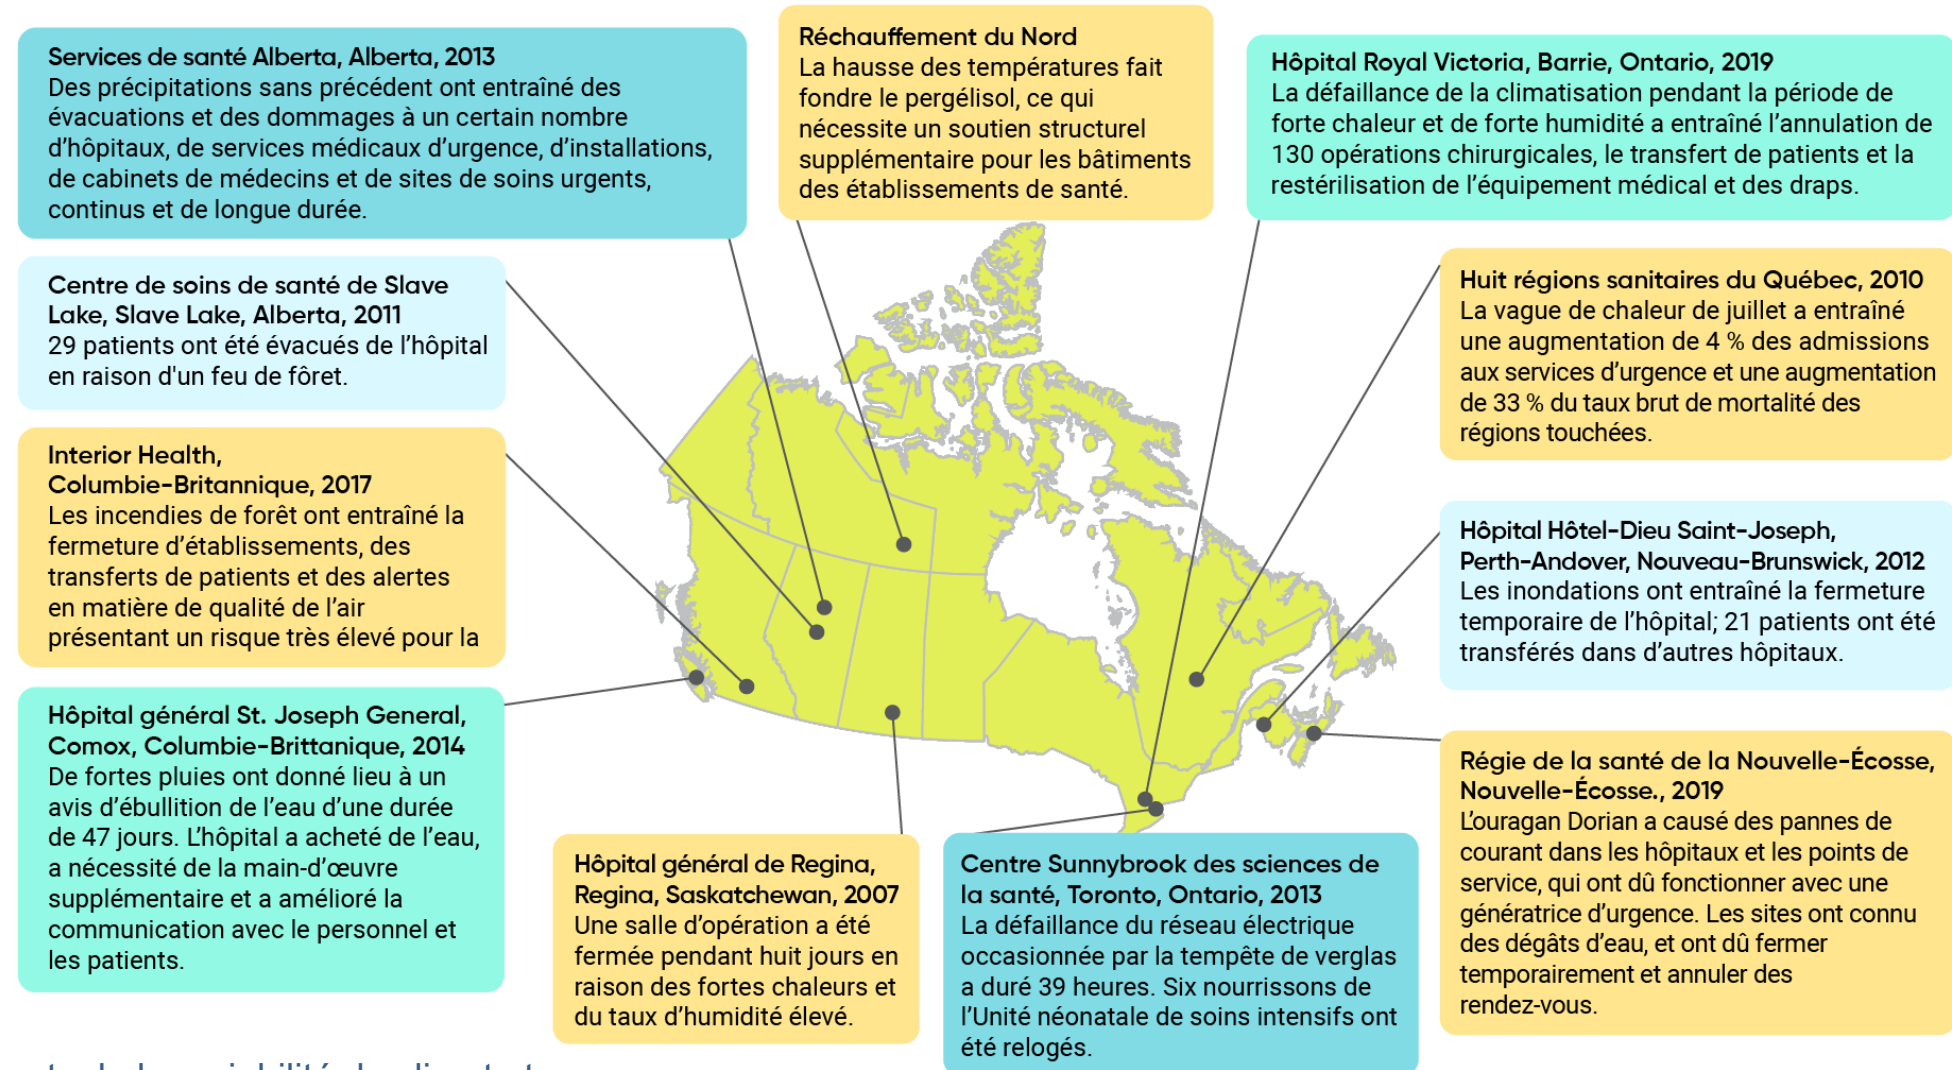 Services de santé Alberta, Alberta, 2013
Des précipitations sans précédent ont entraîné des
évacuations et des dommages à un certain nombre
d’hôpitaux, de services médicaux d’urgence, d’installations,
de cabinets de médecins et de sites de soins urgents,
continus et de longue durée.
Réchauffement du Nord
La hausse des températures fait
fondre le pergélisol, ce qui
nécessite un soutien structurel
supplémentaire pour les bâtiments
des établissements de santé.
Hôpital Royal Victoria, Barrie, Ontario, 2019
La défaillance de la climatisation pendant la période de
forte chaleur et de forte humidité a entraîné l’annulation de
130 opérations chirurgicales, le transfert de patients et la
restérilisation de l’équipement médical et des draps.
Centre de soins de santé de Slave
Lake, Slave Lake, Alberta, 2011
29 patients ont été évacués de l’hôpital
en raison d'un feu de fôret.
Huit régions sanitaires du Québec, 2010
La vague de chaleur de juillet a entraîné
une augmentation de 4 % des admissions
aux services d’urgence et une augmentation
de 33 % du taux brut de mortalité des
régions touchées.
Interior Health,
Columbie-Britannique, 2017
Les incendies de forêt ont entraîné la
fermeture d’établissements, des
transferts de patients et des alertes
en matière de qualité de l’air
présentant un risque très élevé pour la
Hôpital Hôtel-Dieu Saint-Joseph,
Perth-Andover, Nouveau-Brunswick, 2012
Les inondations ont entraîné la fermeture
temporaire de l’hôpital; 21 patients ont été
transférés dans d’autres hôpitaux.
Hôpital général St. Joseph General,
Comox, Columbie-Brittanique, 2014
De fortes pluies ont donné lieu à un
avis d’ébullition de l’eau d’une durée
de 47 jours. L’hôpital a acheté de l’eau,
a nécessité de la main-d’œuvre
supplémentaire et a amélioré la
communication avec le personnel et
les patients.
Régie de la santé de la Nouvelle-Écosse,
Nouvelle-Écosse., 2019
L’ouragan Dorian a causé des pannes de
courant dans les hôpitaux et les points de
service, qui ont dû fonctionner avec une
génératrice d’urgence. Les sites ont connu
des dégâts d’eau, et ont dû fermer
temporairement et annuler des
rendez-vous.
Hôpital général de Regina,
Regina, Saskatchewan, 2007
Une salle d’opération a été
fermée pendant huit jours en
raison des fortes chaleurs et
du taux d’humidité élevé.
Centre Sunnybrook des sciences de
la santé, Toronto, Ontario, 2013
La défaillance du réseau électrique
occasionnée par la tempête de verglas
a duré 39 heures. Six nourrissons de
l’Unité néonatale de soins intensifs ont
été relogés.